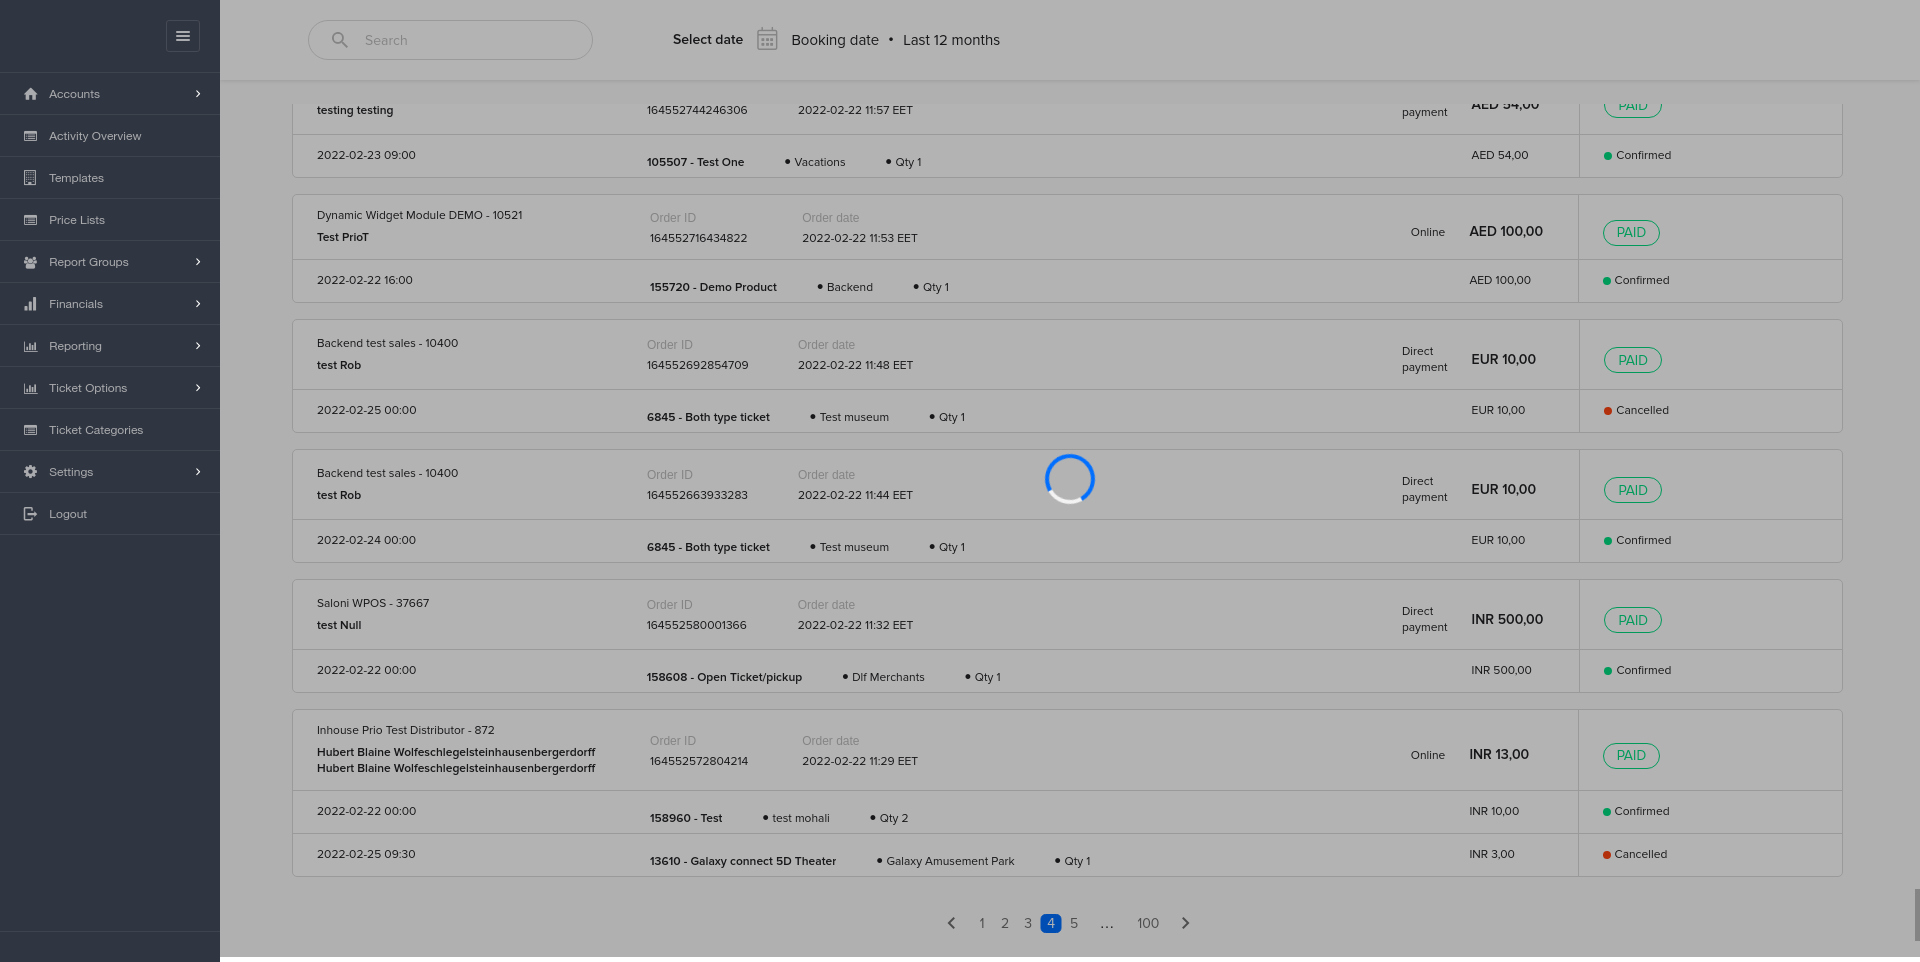 Search
Select date Booking date • Last 12 months
Accounts
Activity Overview
Templates
Price Lists
Report Groups
Financials
Reporting
Ticket Options
Ticket Categories
Settings
Logout
testing testing 164552744246306 2022-02-22 11:57 EET payment AED 54,00 PAID
2022-02-23 09:00 105507 - Test One • Vacations • Qty 1 AED 54,00 Confirmed
Dynamic Widget Module DEMO - 10521 Order ID Order date
Test PrioT 164552716434822 2022-02-22 11:53 EET Online AED 100,00 PAID
2022-02-22 16:00 155720 - Demo Product • Backend • Qty 1 AED 100,00 Confirmed
Backend test sales - 10400 Order ID Order date Direct
test Rob 164552692854709 2022-02-22 11:48 EET payment EUR 10,00 PAID
2022-02-25 00:00 6845 - Both type ticket • Test museum • Qty 1 EUR 10,00 Cancelled
Backend test sales - 10400 Order ID Order date Direct
test Rob 164552663933283 2022-02-22 11:44 EET payment EUR 10,00 PAID
2022-02-24 00:00 6845 - Both type ticket • Test museum • Qty 1 EUR 10,00 Confirmed
Saloni WPOS - 37667 Order ID Order date Direct
test Null 164552580001366 2022-02-22 11:32 EET payment INR 500,00 PAID
2022-02-22 00:00 158608 - Open Ticket/pickup • Dlf Merchants • Qty 1 INR 500,00 Confirmed
Inhouse Prio Test Distributor - 872 Order ID Order date
Hubert Blaine Wolfeschlegelsteinhausenbergerdorff 164552572804214 2022-02-22 11:29 EET Online INR 13,00 PAID
Hubert Blaine Wolfeschlegelsteinhausenbergerdorff
2022-02-22 00:00 158960 - Test • test mohali • Qty 2 INR 10,00 Confirmed
2022-02-25 09:30 13610 - Galaxy connect 5D Theater • Galaxy Amusement Park • Qty 1 INR 3,00 Cancelled
1 2 3 4 5 ... 100